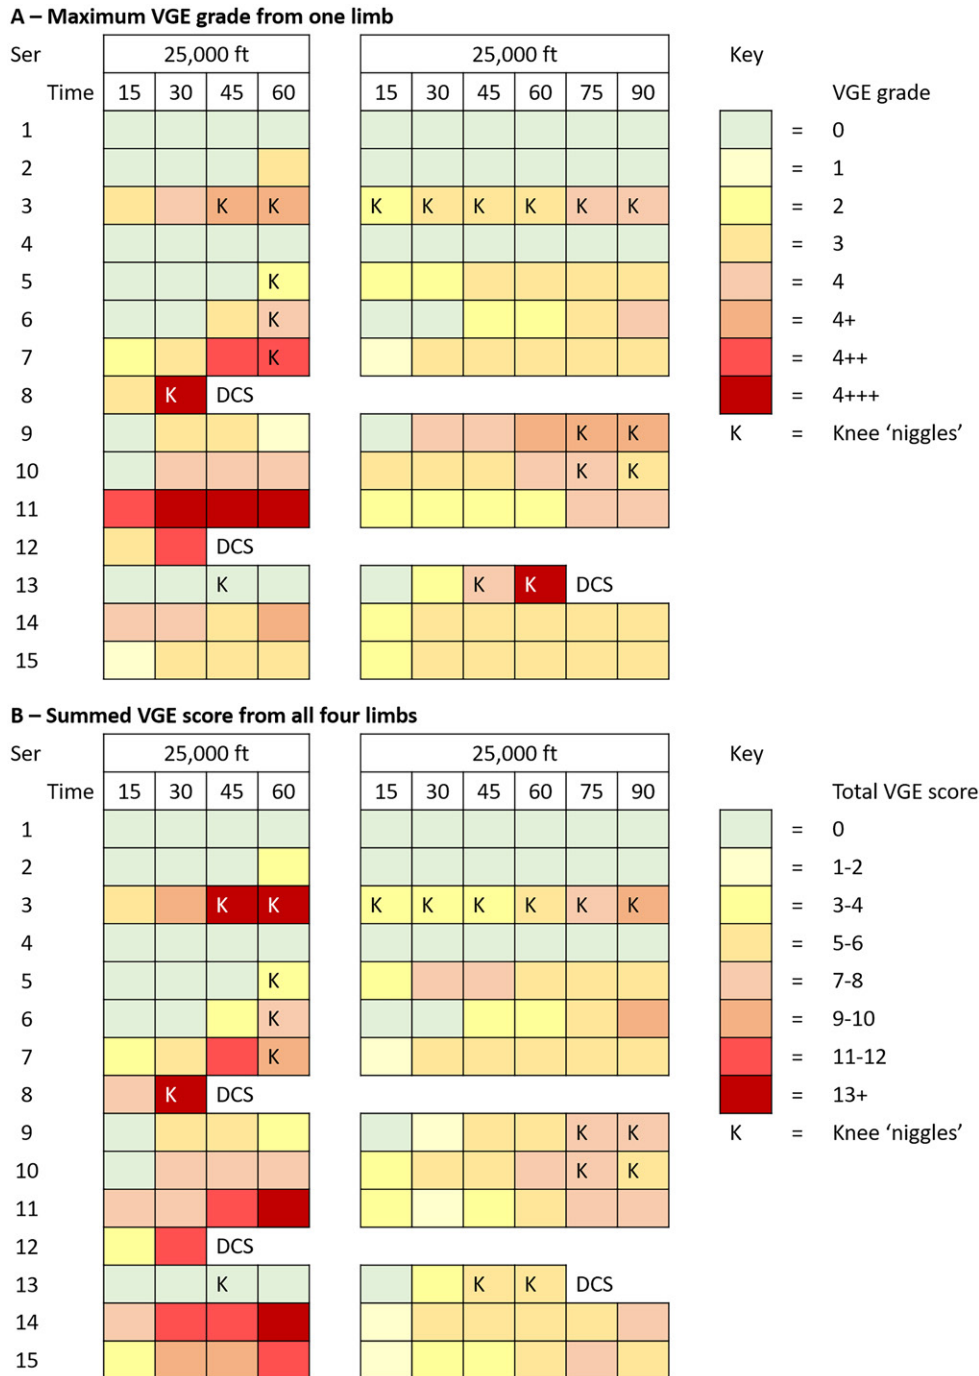 A – Maximum VGE grade from one limb
Ser 25,000 ft 25,000 ft Key
Time 15 30 45 60 15 30 45 60 75 90 VGE grade
1 = 0
2 = 1
3 K K K K K K K K = 2
4 = 3
5 K = 4
6 K = 4+
7 K = 4++
8 K DCS = 4+++
9 K K K = Knee ‘niggles’
10 K K
11
12 DCS
13 K K K DCS
14
15
B – Summed VGE score from all four limbs
Ser 25,000 ft 25,000 ft Key
Time 15 30 45 60 15 30 45 60 75 90 Total VGE score
1 = 0
2 = 1-2
3 K K K K K K K K = 3-4
4 = 5-6
5 K = 7-8
6 K = 9-10
7 K = 11-12
8 K DCS = 13+
9 K K K = Knee ‘niggles’
10 K K
11
12 DCS
13 K K K DCS
14
15